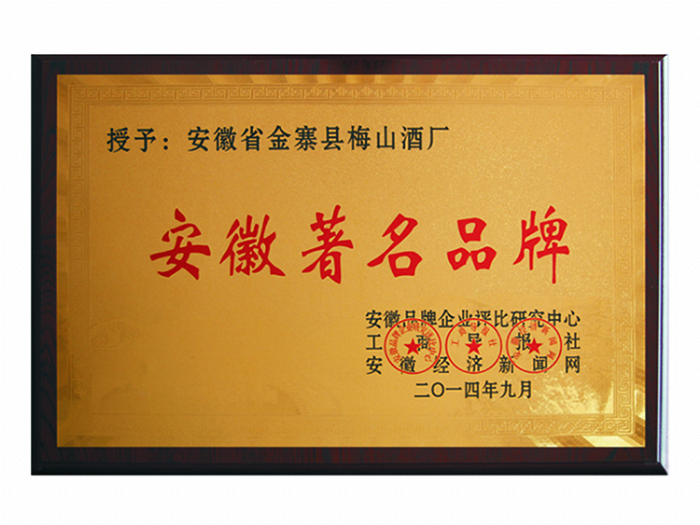 授予：安徽省金寨县梅山酒厂
安徽著名品牌
安徽品牌企业评比研究中心
工商导报社
安徽经济新闻网
二〇一四年九月